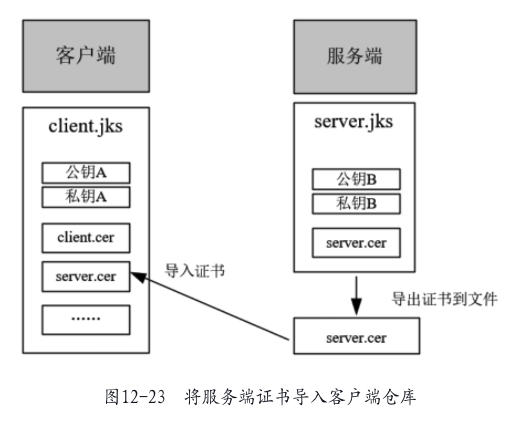 客户端
服务端
client.jks
公钥A
私钥A
client.cer
server.cer
......
server.jks
公钥B
私钥B
server.cer
导入证书
导出证书到文件
server.cer
图12-23 将服务端证书导入客户端仓库